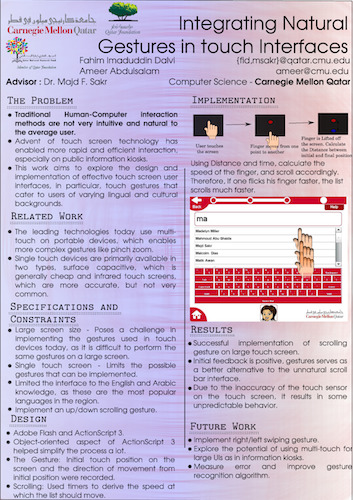 Carnegie Mellon Qatar
Qatar Foundation
Integrating Natural
Gestures in touch Interfaces
Fahim Imaduddin Dalvi
{fid,msakr}@qatar.cmu.edu
Ameer Abdulsalam
ameer@cmu.edu
Advisor : Dr. Majd F. Sakr
Computer Science - Carnegie Mellon Qatar
THE PROBLEM
• Traditional Human-Computer interaction
methods are not very intuitive and natural to
the average user.
• Advent of touch screen technology has
enabled more rapid and efficient interaction,
especially on public information kiosks.
• This work aims to explore the design and
implementation of effective touch screen user
interfaces, in particular, touch gestures that
cater to users of varying lingual and cultural
backgrounds.
RELATED WORK
• The leading technologies today use multi-
touch on portable devices, which enables
more complex gestures like pinch zoom.
• Single touch devices are primarily available in
two types, surface capacitive, which is
generally cheap and infrared touch screens,
which are more accurate, but not very
common.
SPECIFICATIONS AND
CONSTRAINTS
• Large screen size - Poses a challenge in
implementing the gestures used in touch
devices today, as it is difficult to perform the
same gestures on a large screen.
• Single touch screen - Limits the possible
gestures that can be implemented.
• Limited the interface to the English and Arabic
knowledge, as these are the most popular
languages in the region.
• Implement an up/down scrolling gesture.
DESIGN
• Adobe Flash and ActionScript 3.
• Object-oriented aspect of ActionScript 3
helped simplify the process a lot.
• The Gesture: Initial touch position on
the screen and the direction of movement from
initial position were recorded.
• Scrolling: Used timers to derive the speed at
which the list should move.
IMPLEMENTATION
User touches
the screen
Finger moves from one
point to another
Finger is lifted off
the screen. Calculate
the Distance between
initial and final position
Using Distance and time, calculate the
speed of the finger, and scroll accordingly.
Therefore, if one flicks his finger faster, the list
scrolls much faster.
Back
Help
ma
Madelyn Miller
Majd Sakr
Malcolm Dias
Malik Awan
Carnegie Mellon Qatar
RESULTS
• Successful implementation of scrolling
gesture on large touch screen.
• Initial feedback is positive, gestures serves as
a better alternative to the unnatural scroll
bar interface.
• Due to the inaccuracy of the touch sensor
on the touch screen, it results in some
unpredictable behavior.
FUTURE WORK
• Implement right/left swiping gesture.
• Explore the potential of using multi-touch for
large UIs as in information kiosks.
• Measure error and improve gesture
recognition algorithm.